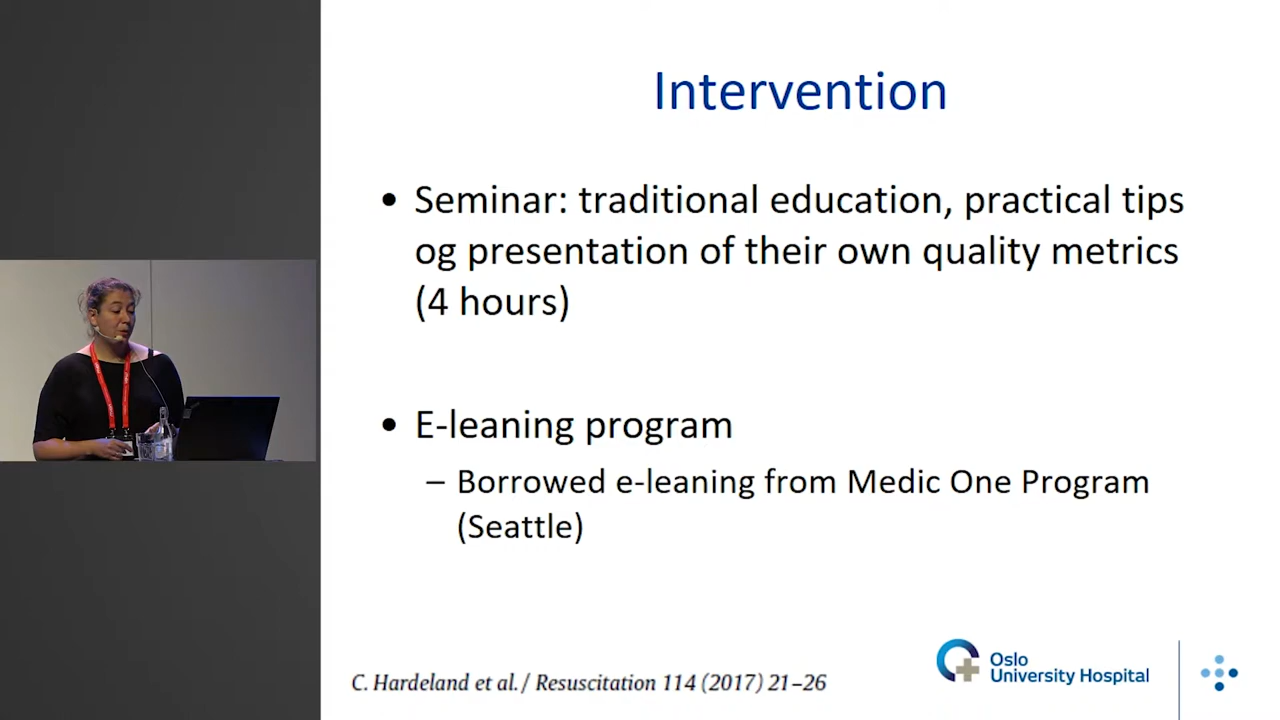 Intervention
• Seminar: traditional education, practical tips
og presentation of their own quality metrics
(4 hours)
• E-leaning program
– Borrowed e-leaning from Medic One Program
(Seattle)
C. Hardeland et al. / Resuscitation 114 (2017) 21–26
Oslo
University Hospital